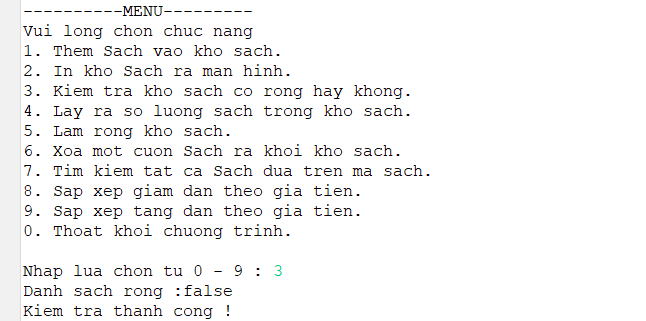 ----------MENU---------
Vui long chon chuc nang
1. Them Sach vao kho sach.
2. In kho Sach ra man hinh.
3. Kiem tra kho sach co rong hay khong.
4. Lay ra so luong sach trong kho sach.
5. Lam rong kho sach.
6. Xoa mot cuon Sach ra khoi kho sach.
7. Tim kiem tat ca Sach dua tren ma sach.
8. Sap xep giam dan theo gia tien.
9. Sap xep tang dan theo gia tien.
0. Thoat khoi chuong trinh.
Nhap lua chon tu 0 - 9 : 3
Danh sach rong :false
Kiem tra thanh cong !